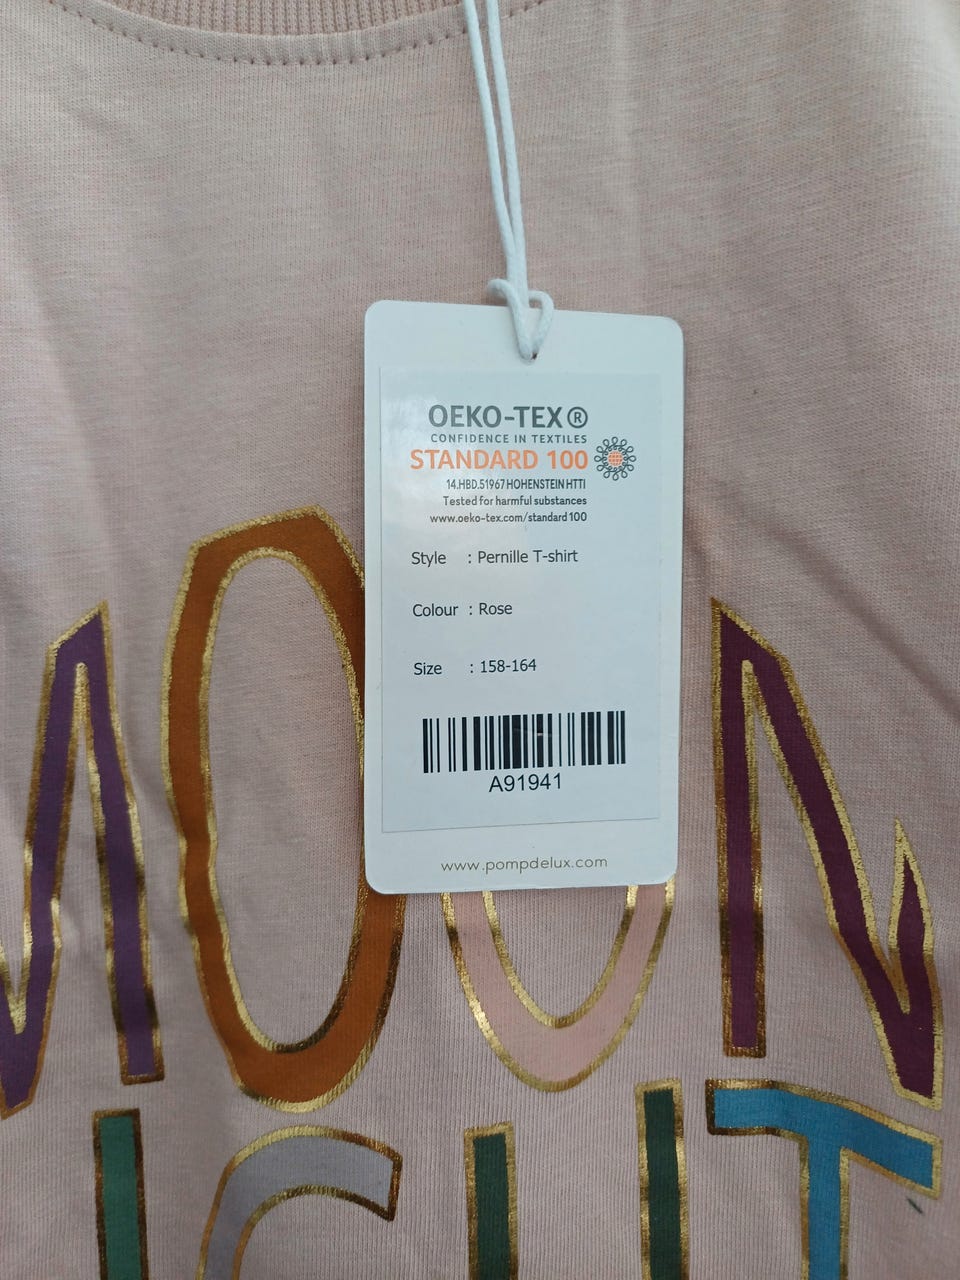 OEKO-TEX®
CONFIDENCE IN TEXTILES
STANDARD 100
14.HBD.51967 HOHENSTEIN HTTI
Tested for harmful substances
www.oeko-tex.com/standard100
Style : Pernille T-shirt
Colour : Rose
Size : 158-164
A91941
www.pompdelux.com
MOON
LIGHT